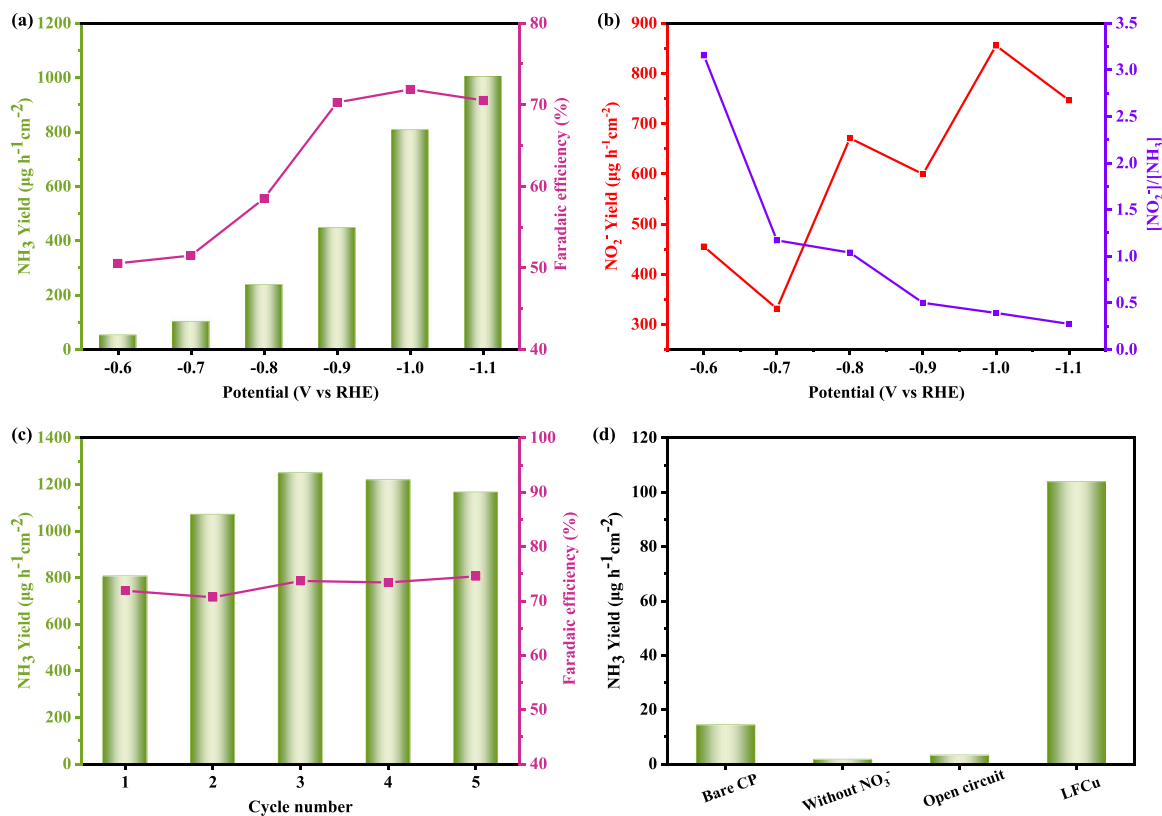 (a)
1200
1000
800
600
400
200
0
NH₃ Yield (μg h⁻¹cm⁻²)
80
70
60
50
40
Faradaic efficiency (%)
-0.6 -0.7 -0.8 -0.9 -1.0 -1.1
Potential (V vs RHE)
(b)
900
800
700
600
500
400
300
NO₂⁻ Yield (μg h⁻¹cm⁻²)
3.5
3.0
2.5
2.0
1.5
1.0
0.5
0.0
[NO₂⁻]/[NH₃]
-0.6 -0.7 -0.8 -0.9 -1.0 -1.1
Potential (V vs RHE)
(c)
1400
1200
1000
800
600
400
200
0
NH₃ Yield (μg h⁻¹cm⁻²)
100
90
80
70
60
50
40
Faradaic efficiency (%)
1 2 3 4 5
Cycle number
(d)
120
100
80
60
40
20
0
NH₃ Yield (μg h⁻¹cm⁻²)
Bare CP
Without NO₃⁻
Open circuit
LFCu